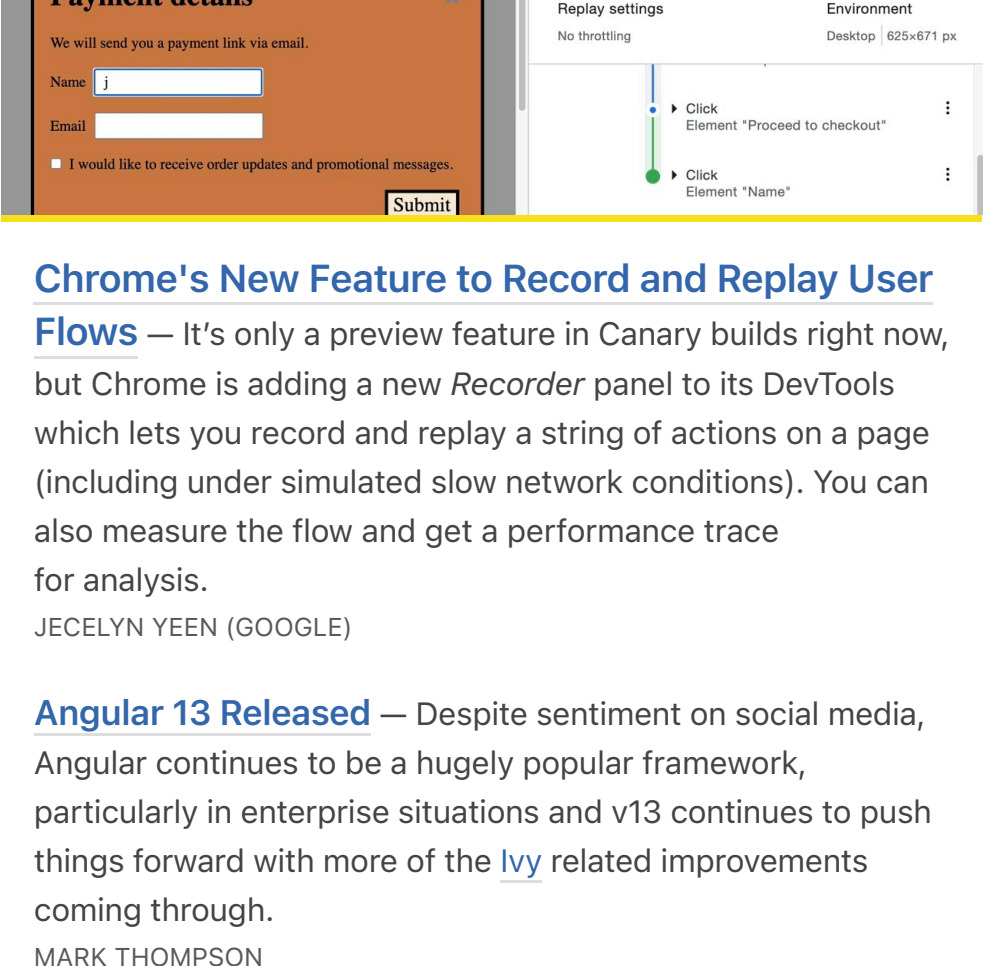 Payment details
We will send you a payment link via email.
Name j
Email
I would like to receive order updates and promotional messages.
Submit
Replay settings
Environment
No throttling
Desktop 625×671 px
Click
Element "Proceed to checkout"
Click
Element "Name"
Chrome's New Feature to Record and Replay User
Flows — It’s only a preview feature in Canary builds right now,
but Chrome is adding a new Recorder panel to its DevTools
which lets you record and replay a string of actions on a page
(including under simulated slow network conditions). You can
also measure the flow and get a performance trace
for analysis.
JECELYN YEEN (GOOGLE)
Angular 13 Released — Despite sentiment on social media,
Angular continues to be a hugely popular framework,
particularly in enterprise situations and v13 continues to push
things forward with more of the Ivy related improvements
coming through.
MARK THOMPSON